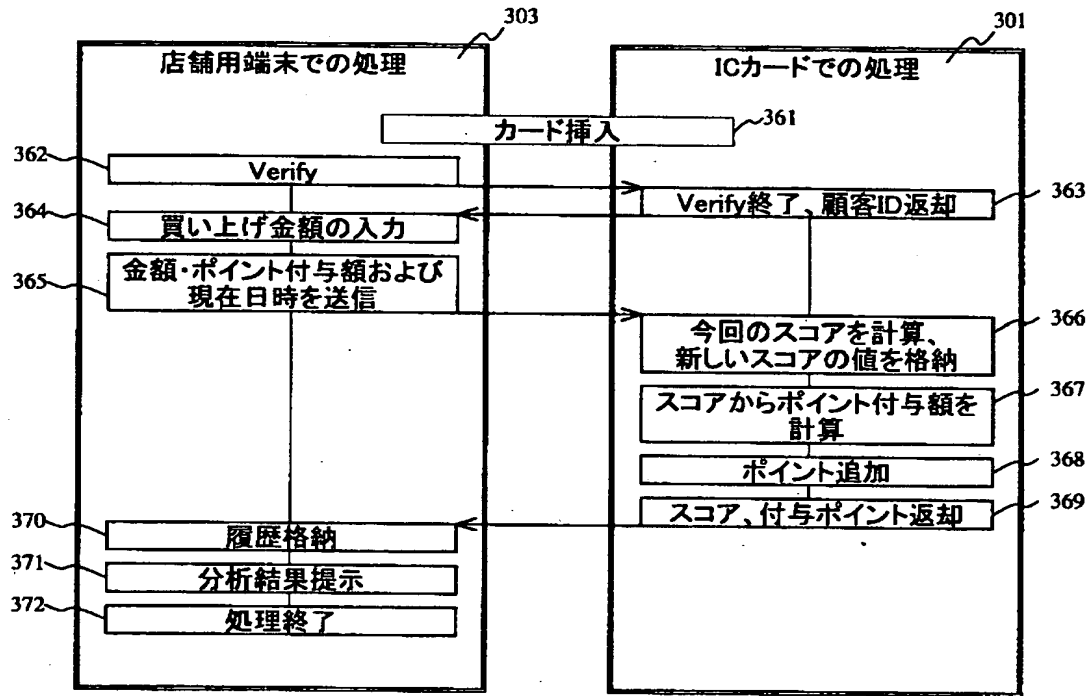 303
301
店舗用端末での処理
ICカードでの処理
カード挿入
361
362
Verify
363
Verify終了、顧客ID返却
364
買い上げ金額の入力
365
金額・ポイント付与額および
現在日時を送信
366
今回のスコアを計算、
新しいスコアの値を格納
367
スコアからポイント付与額を
計算
368
ポイント追加
369
スコア、付与ポイント返却
370
履歴格納
371
分析結果提示
372
処理終了